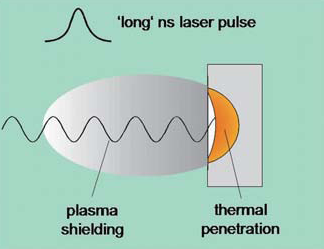 'long' ns laser pulse
plasma
shielding
thermal
penetration